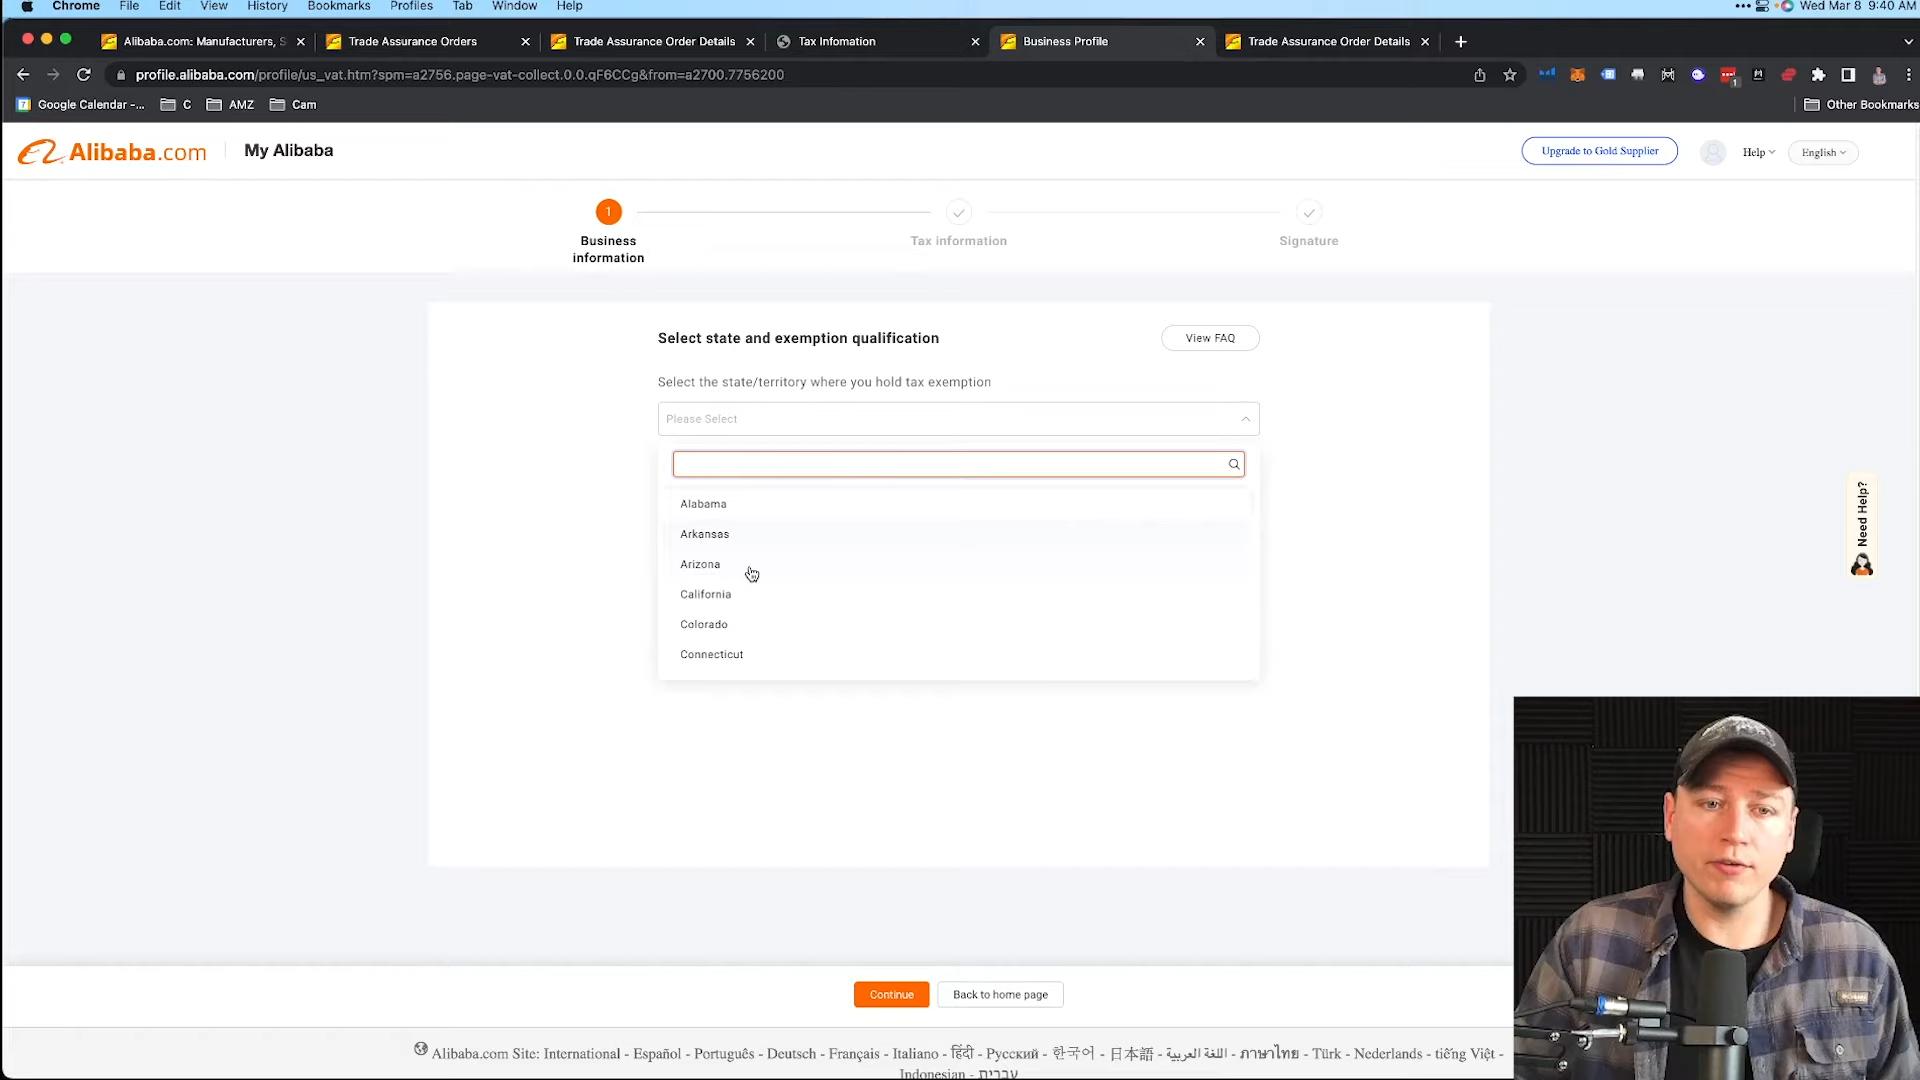 Chrome File Edit View History Bookmarks Profiles Tab Window Help Wed Mar 8 9:40 AM
Alibaba.com: Manufacturers, S Trade Assurance Orders Trade Assurance Order Details Tax Infomation Business Profile Trade Assurance Order Details
profile.alibaba.com/profile/us_vat.htm?spm=a2756.page-vat-collect.0.0.qF6CCg&from=a2700.7756200
Google Calendar -... C AMZ Cam Other Bookmarks
Alibaba.com My Alibaba Upgrade to Gold Supplier Help English
1
Business information Tax information Signature
Select state and exemption qualification View FAQ
Select the state/territory where you hold tax exemption
Please Select
Alabama
Arkansas
Arizona
California
Colorado
Connecticut
Need Help?
Continue Back to home page
Alibaba.com Site: International - Español - Português - Deutsch - Français - Italiano - हिंदी - Pусский - 한국어 - 日本語 - اللغة العربية - ภาษาไทย - Türk - Nederlands - tiếng Việt -
Indonesian - עברית